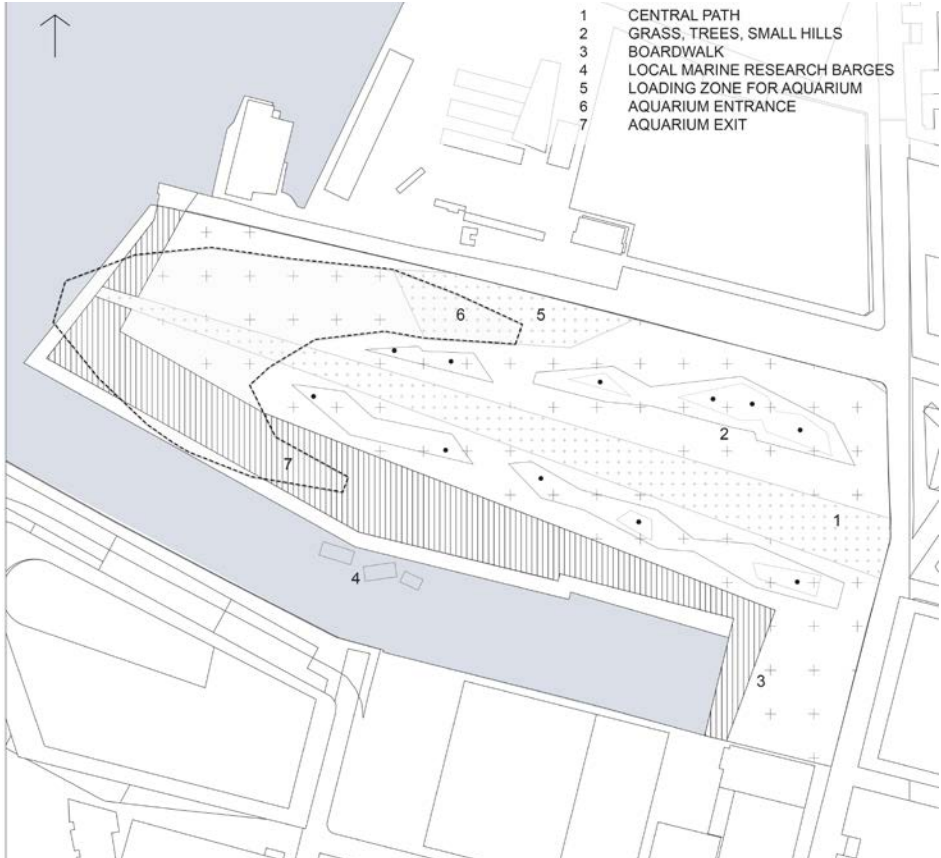 1 CENTRAL PATH
2 GRASS, TREES, SMALL HILLS
3 BOARDWALK
4 LOCAL MARINE RESEARCH BARGES
5 LOADING ZONE FOR AQUARIUM
6 AQUARIUM ENTRANCE
7 AQUARIUM EXIT
6
5
2
7
1
4
3